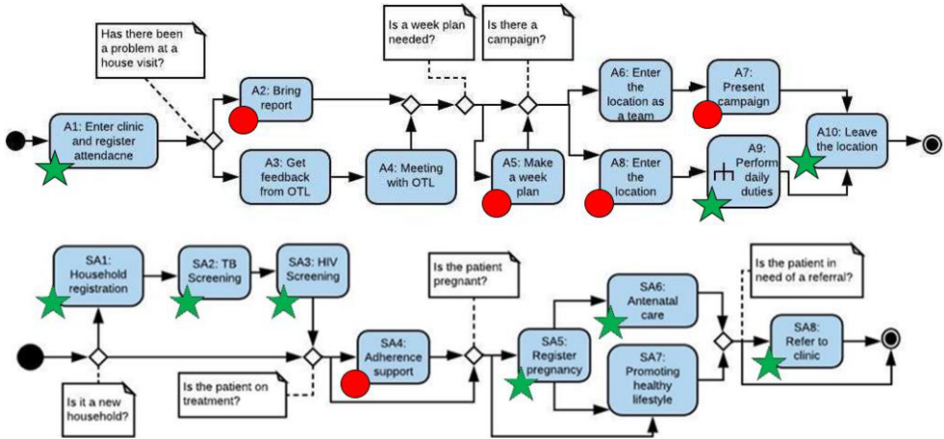 Has there been
a problem at a
house visit?
Is a week plan
needed?
Is there a
campaign?
A1: Enter clinic
and register
attendacne
A2: Bring
report
A3: Get
feedback
from OTL
A4: Meeting
with OTL
A5: Make
a week
plan
A6: Enter
the
location as
a team
A7:
Present
campaign
A8: Enter
the
location
A9:
Perform
daily
duties
A10: Leave
the location
SA1:
Household
registration
SA2: TB
Screening
SA3: HIV
Screening
Is it a new
household?
Is the patient on
treatment?
SA4:
Adherence
support
Is the patient
pregnant?
SA5:
Register
pregnancy
SA6:
Antenatal
care
SA7:
Promoting
healthy
lifestyle
Is the patient in
need of a referral?
SA8:
Refer to
clinic